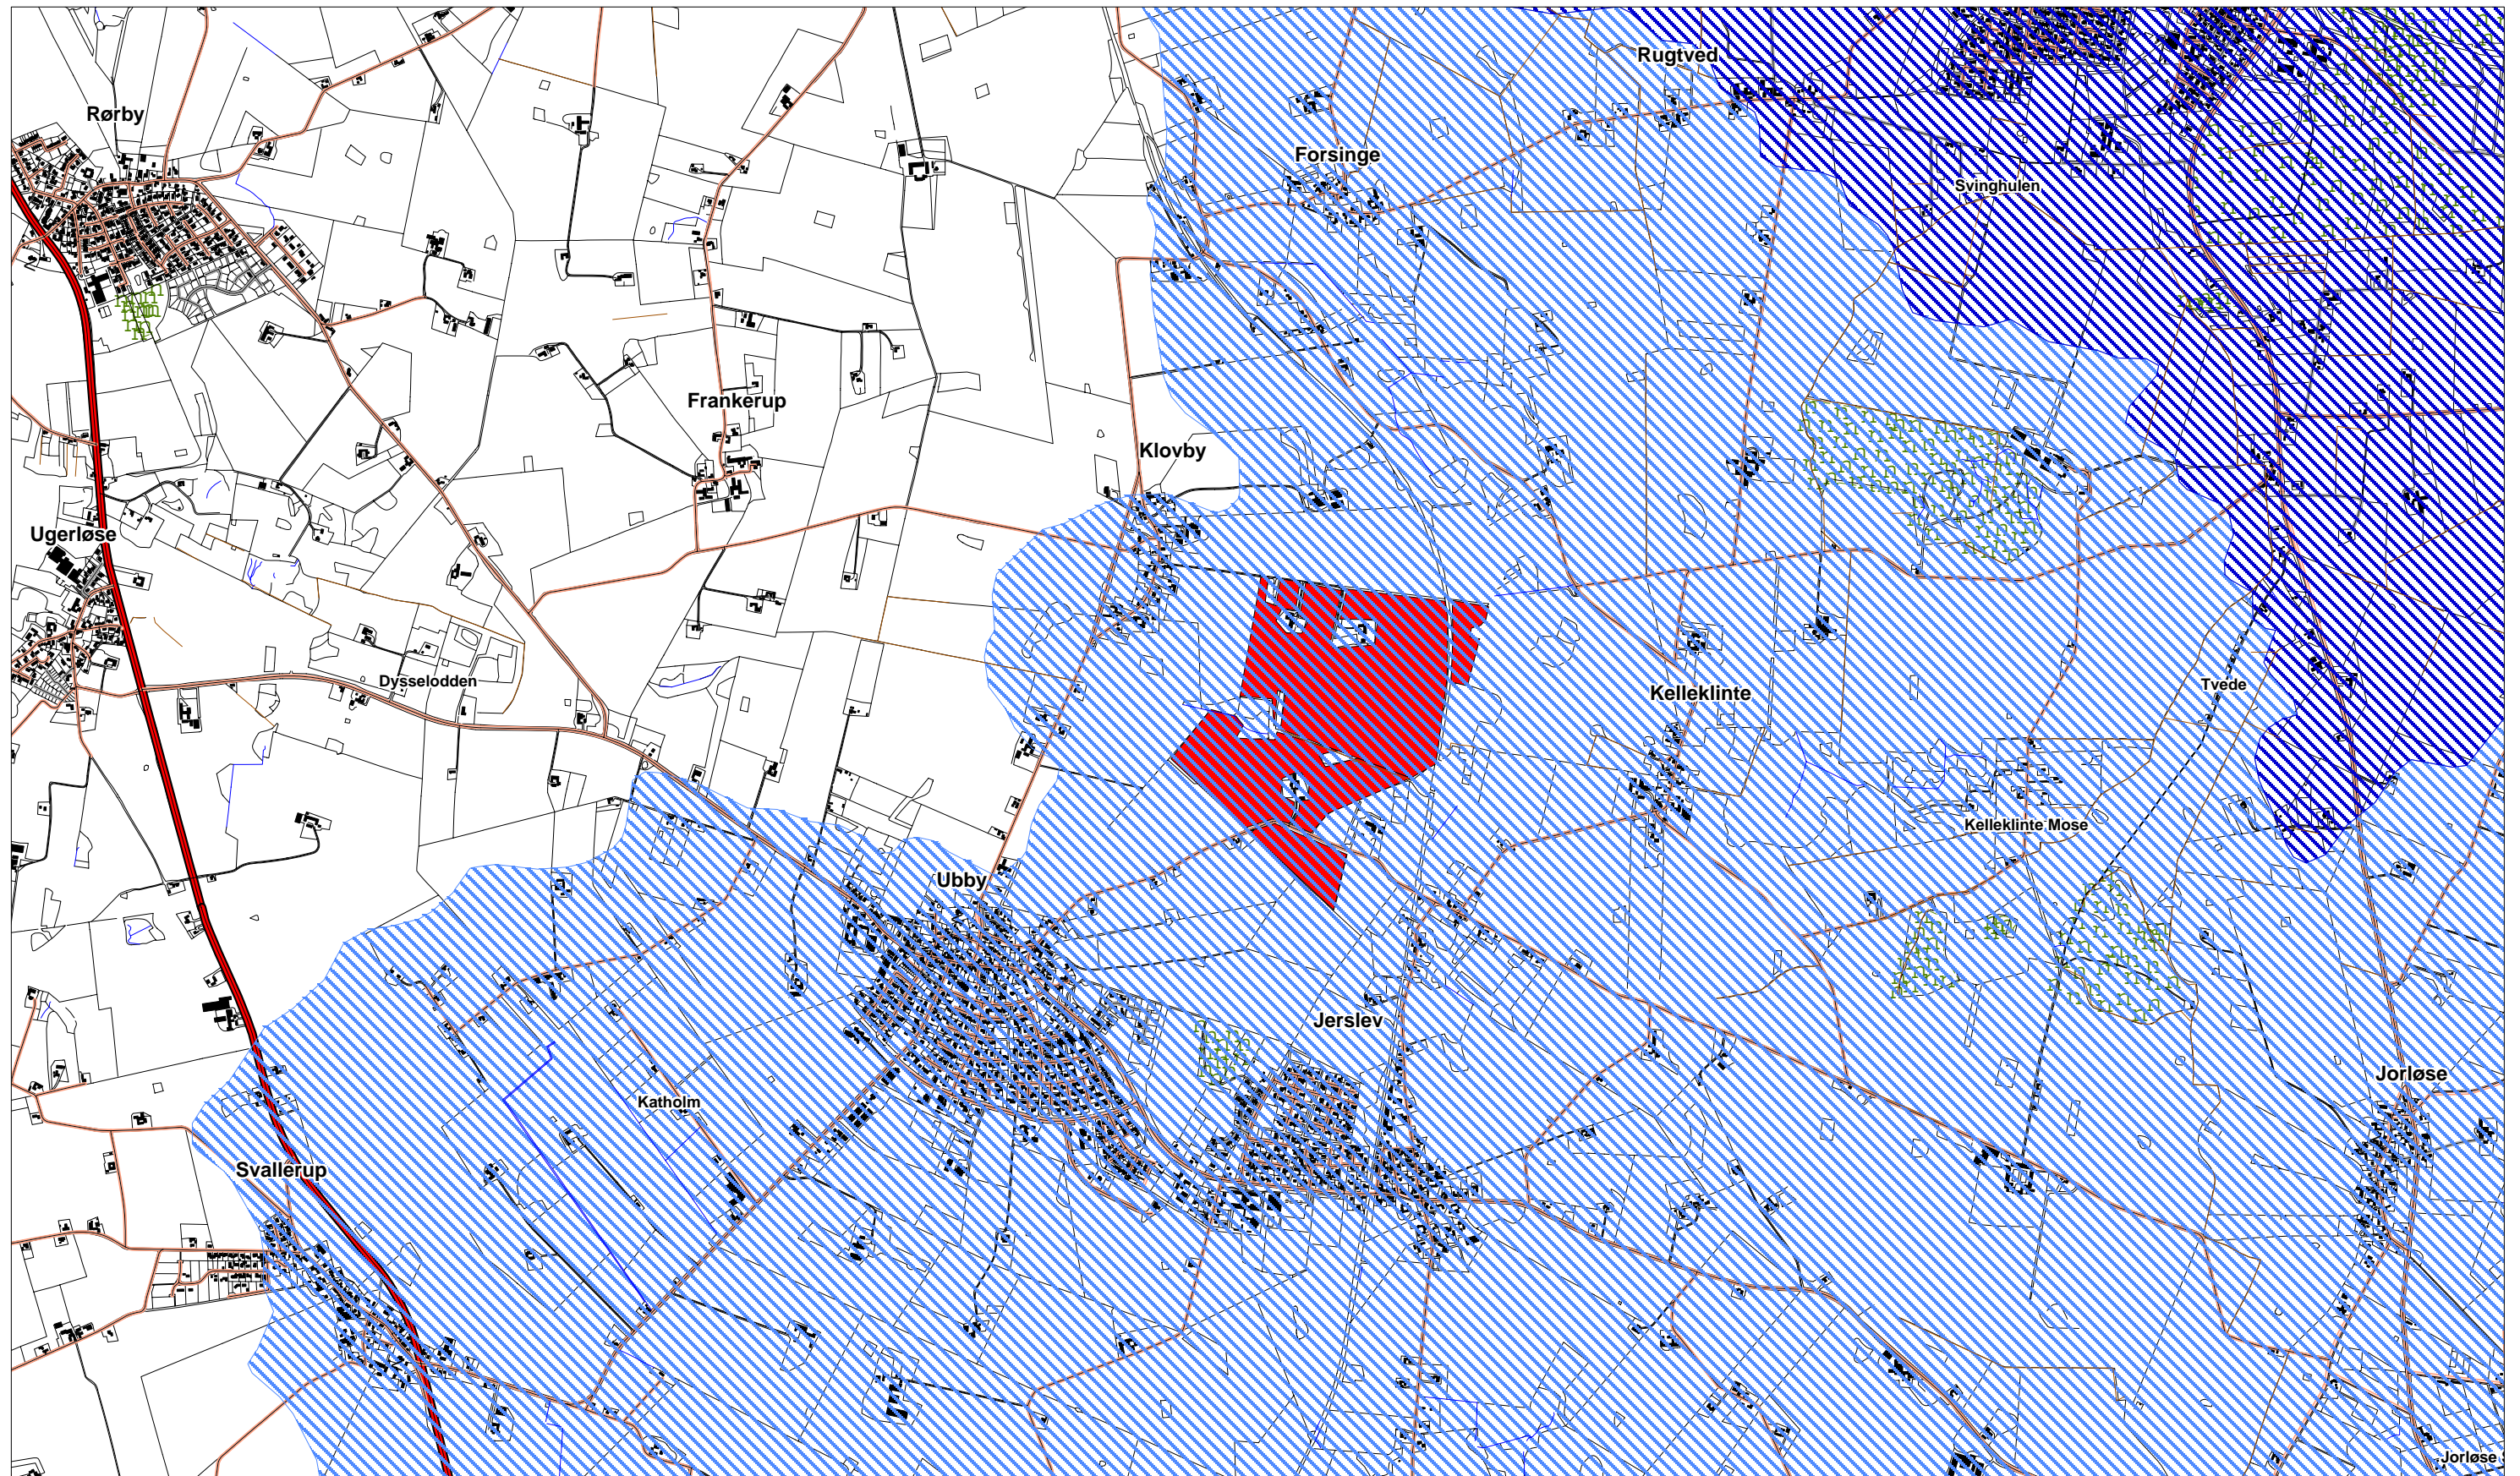 Rugtved
Rørby
Forsinge
Svinghulen
Frankerup
Klovby
Ugerløse
Dysselodden
Kelleklinte
Tvede
Kelleklinte Mose
Ubby
Jerslev
Jorløse
Katholm
Svallerup
Jorløse